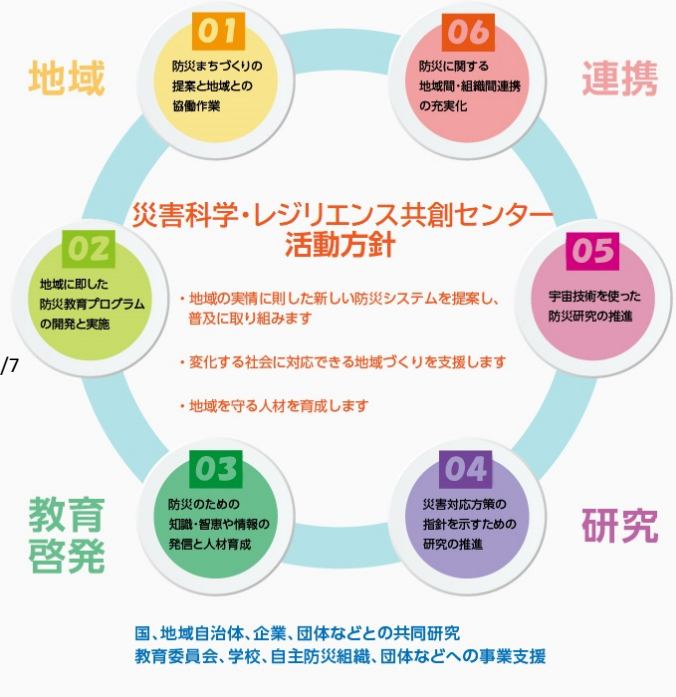 地域
01
防災まちづくりの
提案と地域との
協働作業
06
防災に関する
地域間・組織間連携
の充実化
連携
災害科学・レジリエンス共創センター
活動方針
02
地域に即した
防災教育プログラム
の開発と実施
・地域の実情に則した新しい防災システムを提案し、
普及に取り組みます
・変化する社会に対応できる地域づくりを支援します
・地域を守る人材を育成します
05
宇宙技術を使った
防災研究の推進
/7
教育
啓発
03
防災のための
知識・智恵や情報の
発信と人材育成
04
災害対応方策の
指針を示すための
研究の推進
研究
国、地域自治体、企業、団体などとの共同研究
教育委員会、学校、自主防災組織、団体などへの事業支援